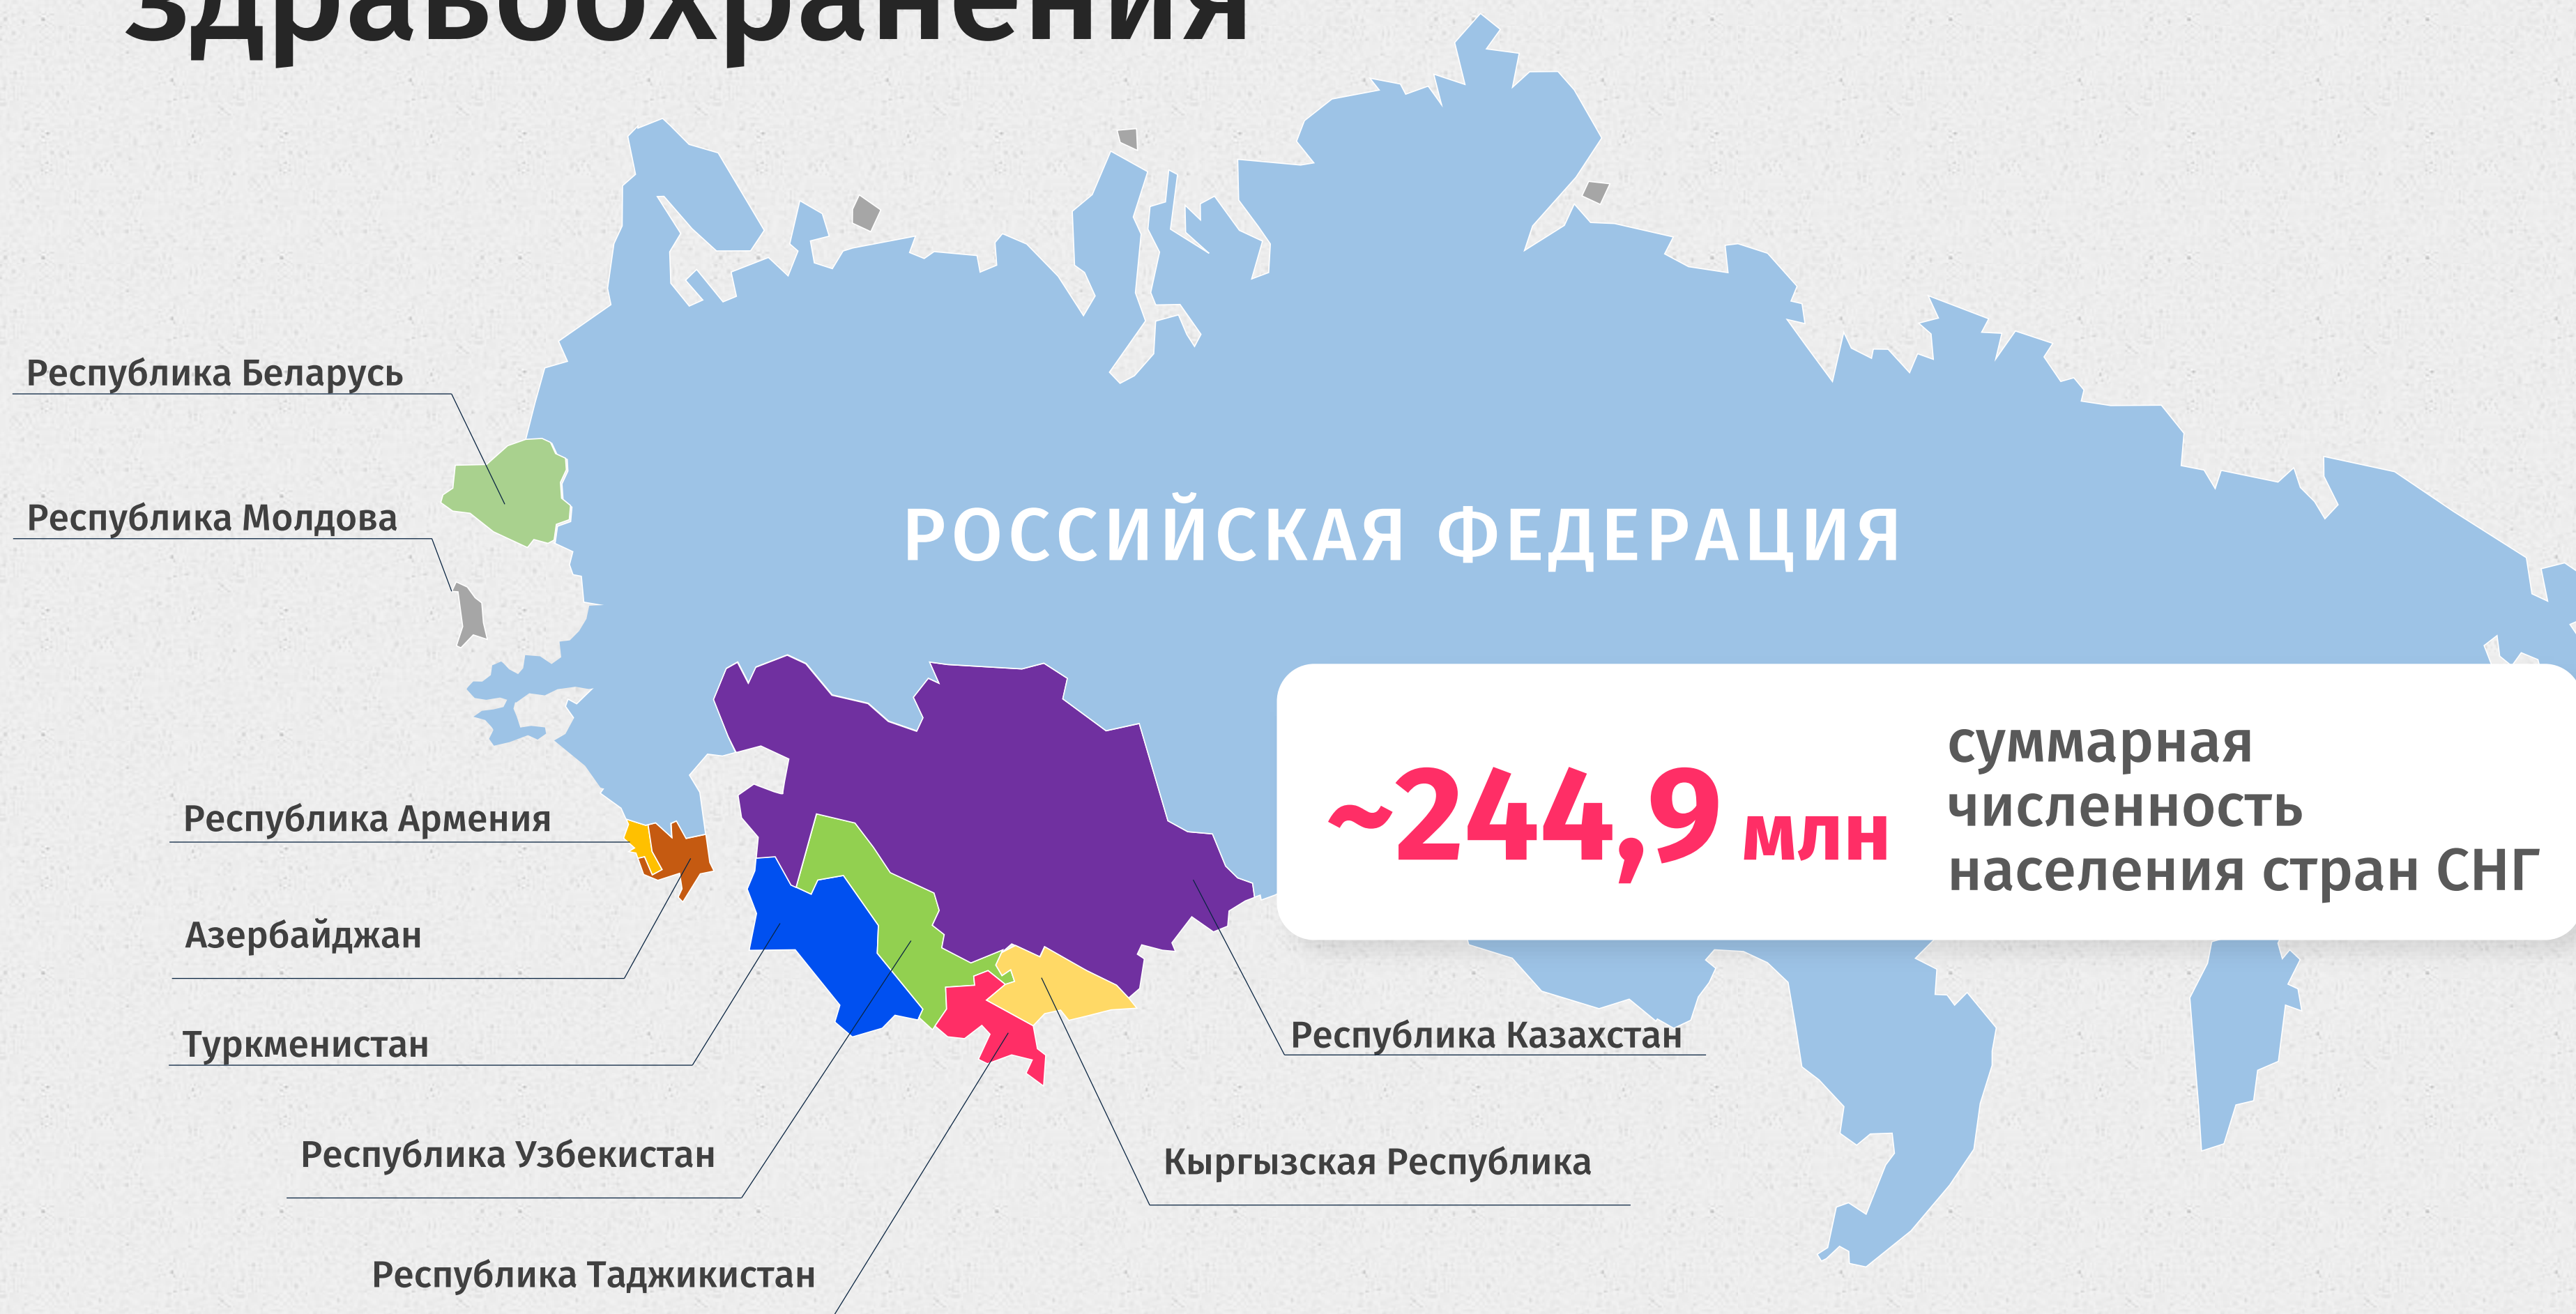 здравоохранения
Республика Беларусь
Республика Молдова
РОССИЙСКАЯ ФЕДЕРАЦИЯ
~244,9 млн
суммарная
численность
населения стран СНГ
Республика Армения
Азербайджан
Туркменистан
Республика Казахстан
Республика Узбекистан
Кыргызская Республика
Республика Таджикистан